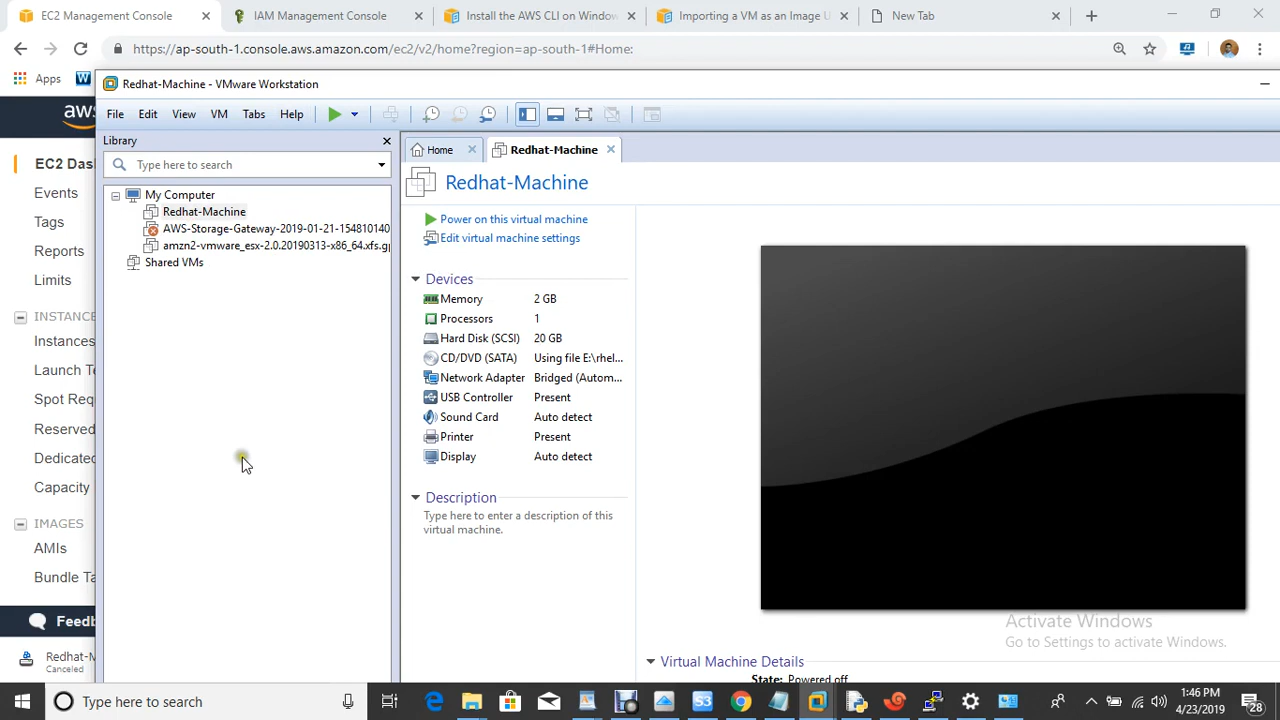 EC2 Management Console
IAM Management Console
Install the AWS CLI on Window
Importing a VM as an Image U
New Tab
https://ap-south-1.console.aws.amazon.com/ec2/v2/home?region=ap-south-1#Home:
Apps
W
Redhat-Machine - VMware Workstation
aws
File Edit View VM Tabs Help
Library
Home
Redhat-Machine
Type here to search
EC2 Das
Events
Tags
Reports
Limits
INSTANC
Instances
Launch Te
Spot Req
Reserved
Dedicated
Capacity
IMAGES
AMIs
Bundle Ta
Feedb
Redhat-M
Canceled
My Computer
Redhat-Machine
AWS-Storage-Gateway-2019-01-21-154810140
amzn2-vmware_esx-2.0.20190313-x86_64.xfs.gp
Shared VMs
Redhat-Machine
Power on this virtual machine
Edit virtual machine settings
Devices
Memory 2 GB
Processors 1
Hard Disk (SCSI) 20 GB
CD/DVD (SATA) Using file E:\rhel...
Network Adapter Bridged (Autom...
USB Controller Present
Sound Card Auto detect
Printer Present
Display Auto detect
Description
Type here to enter a description of this
virtual machine.
Activate Windows
Go to Settings to activate Windows.
Virtual Machine Details
State: Powered off
Type here to search
S3
1:46 PM
4/23/2019
28